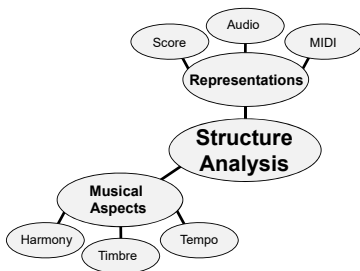 Audio
Score
MIDI
Representations
Structure
Analysis
Musical
Aspects
Harmony
Timbre
Tempo